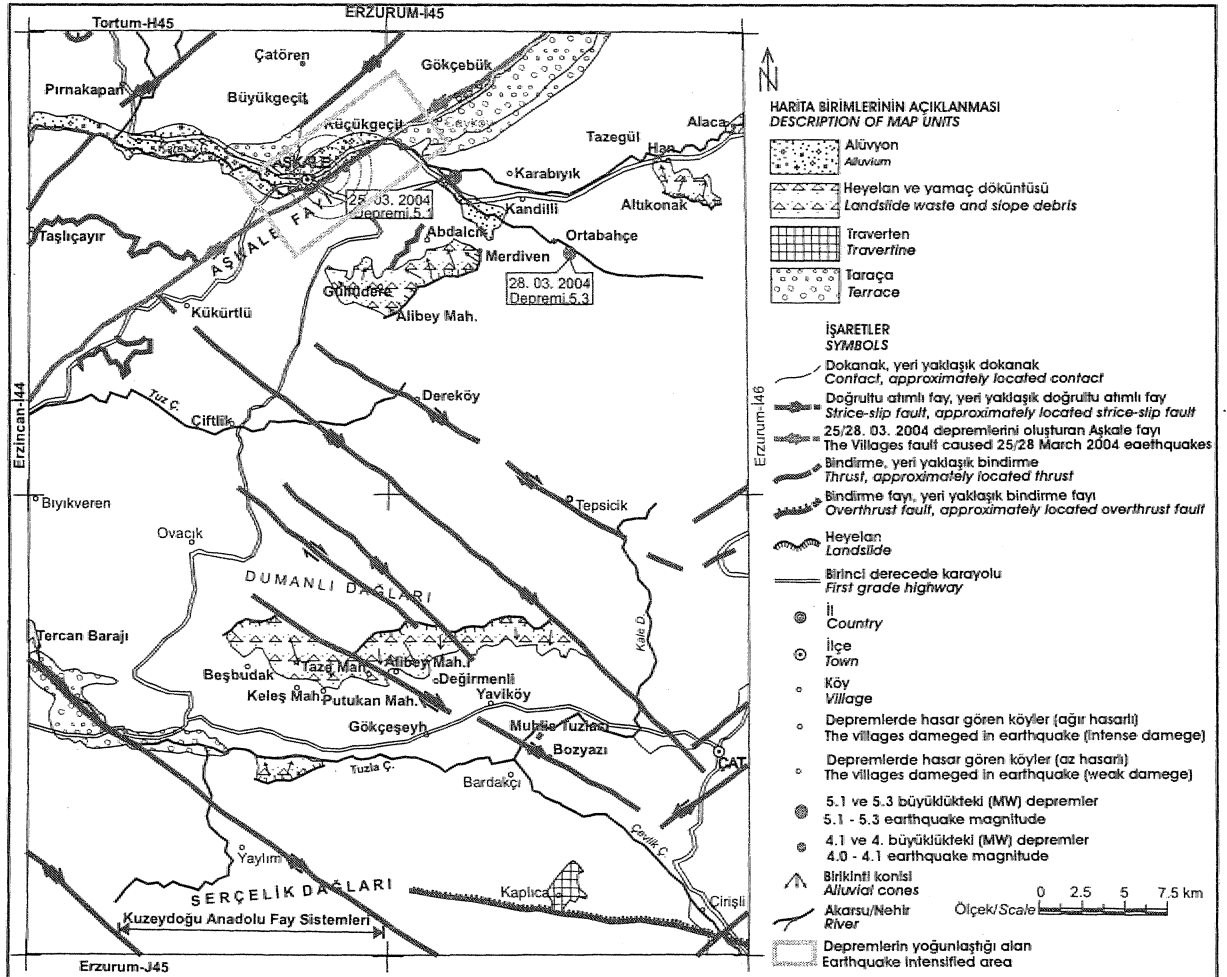 Tortum-H45
ERZURUM-I45
Çatören
Gökçebük
Pırnakapan
Büyükgeçit
Küçükgeçit
Tazegül
Alaca
Han
AŞKALE
Karabıyık
Altıkonak
Kandilli
25. 03. 2004
Depremi 5.1
AŞKALE FAYI
Taşlıçayır
Abdalcık
Ortabahçe
Merdiven
28. 03. 2004
Depremi 5.3
Güllüdere
Alibey Mah.
Kükürtlü
Erzincan-I44
Tuz Ç.
Dereköy
Çiftlik
Erzurum-I46
Bıyıkveren
Tepsicik
Ovacık
DUMANLI DAĞLARI
Kale D.
Tercan Barajı
Beşbudak
Taze Mah.
Alibey Mah.
Değirmenli
Keleş Mah.
Putukan Mah.
Yaviköy
Gökçeşeyh
Muhlis Tuzlası
Bozyazı
ÇAT
Tuzla Ç.
Bardakçı
Çevlik Ç.
Yaylım
SERÇELİK DAĞLARI
Kaplıca
Cirişli
Kuzeydoğu Anadolu Fay Sistemleri
Erzurum-J45
N
HARİTA BİRİMLERİNİN AÇIKLANMASI
DESCRIPTION OF MAP UNITS
Alüvyon
Alluvium
Heyelan ve yamaç döküntüsü
Landslide waste and slope debris
Traverten
Travertine
Taraça
Terrace
İŞARETLER
SYMBOLS
Dokanak, yeri yaklaşık dokanak
Contact, approximately located contact
Doğrultu atımlı fay, yeri yaklaşık doğrultu atımlı fay
Strice-slip fault, approximately located strice-slip fault
25/28. 03. 2004 depremlerini oluşturan Aşkale fayı
The Villages fault caused 25/28 March 2004 eaethquakes
Bindirme, yeri yaklaşık bindirme
Thrust, approximately located thrust
Bindirme fayı, yeri yaklaşık bindirme fayı
Overthrust fault, approximately located overthrust fault
Heyelan
Landslide
Birinci derecede karayolu
First grade highway
İl
Country
İlçe
Town
Köy
Village
Depremlerde hasar gören köyler (ağır hasarlı)
The villages dameged in earthquake (intense damege)
Depremlerde hasar gören köyler (az hasarlı)
The villages dameged in earthquake (weak damege)
5.1 ve 5.3 büyüklükteki (MW) depremler
5.1 - 5.3 earthquake magnitude
4.1 ve 4. büyüklükteki (MW) depremler
4.0 - 4.1 earthquake magnitude
Birikinti konisi
Alluvial cones
Akarsu/Nehir
River
Depremlerin yoğunlaştığı alan
Earthquake intensified area
0 2.5 5 7.5 km
Ölçek/Scale